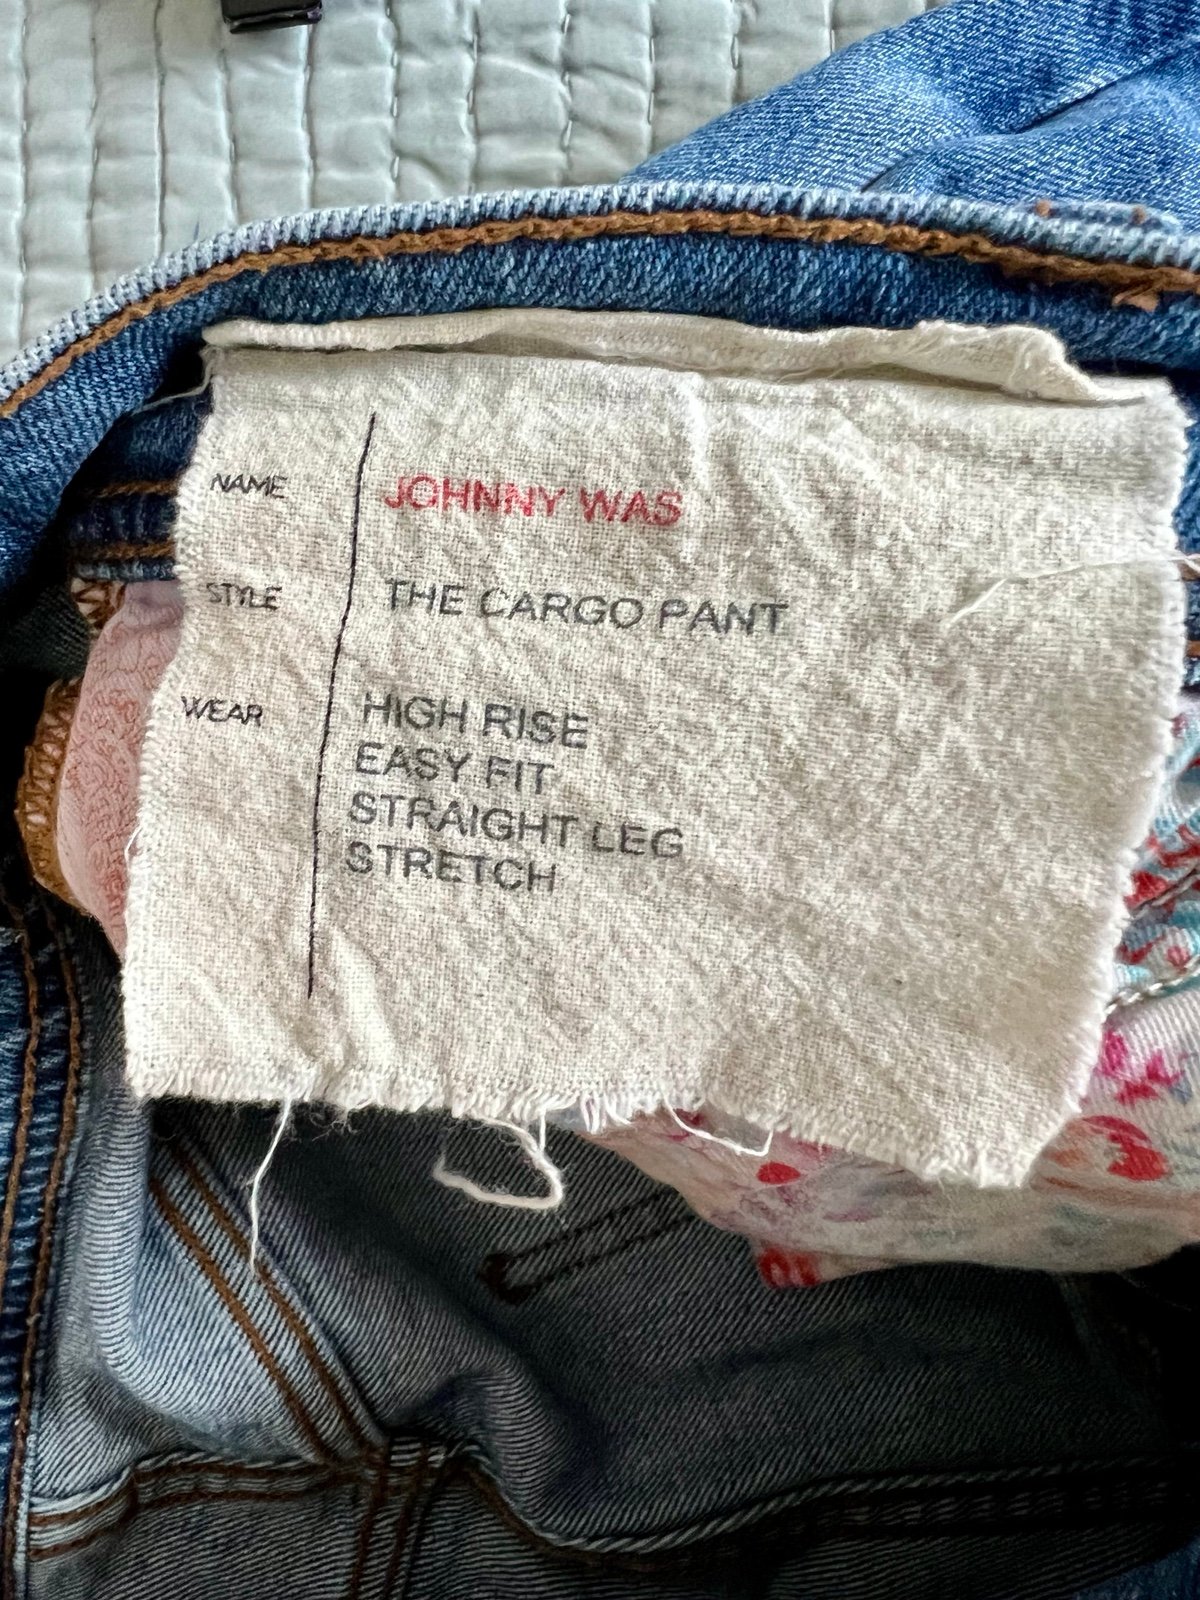 NAME JOHNNY WAS
STYLE THE CARGO PANT
WEAR HIGH RISE
EASY FIT
STRAIGHT LEG
STRETCH